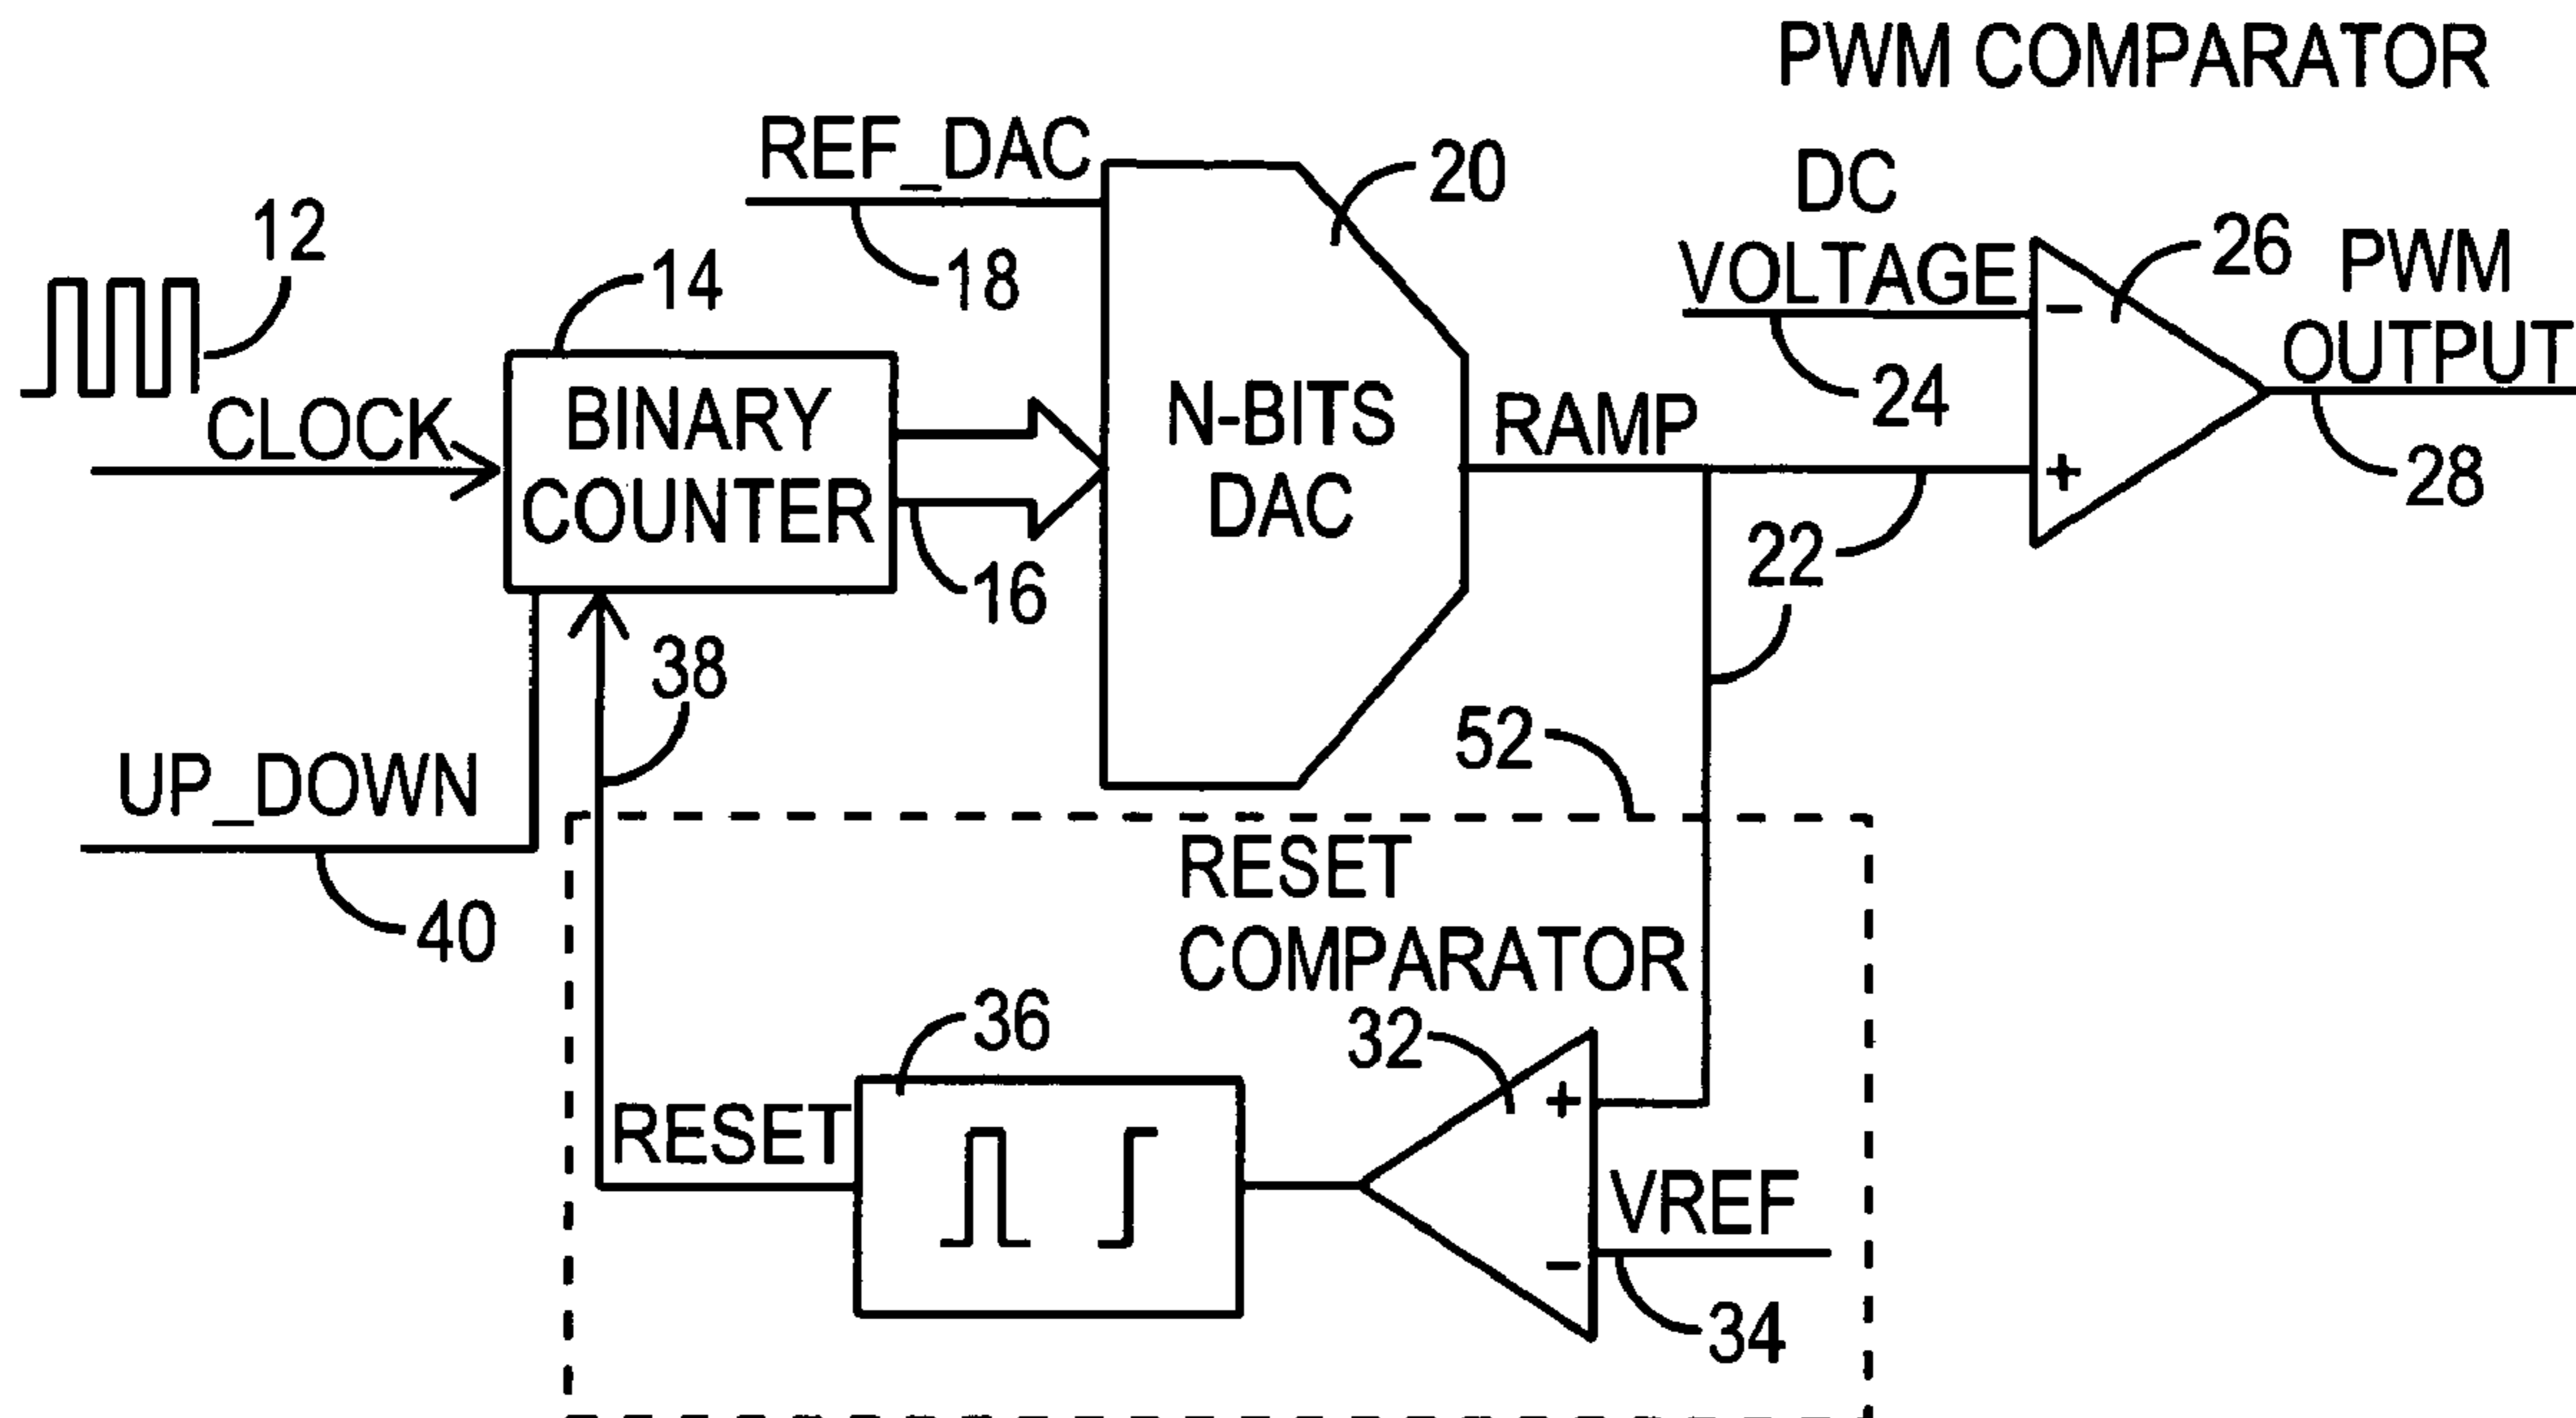 PWM COMPARATOR
REF_DAC
20
DC
VOLTAGE
26
PWM
OUTPUT
12
14
18
24
28
CLOCK
BINARY
COUNTER
N-BITS
DAC
RAMP
22
16
38
52
UP_DOWN
40
RESET
COMPARATOR
32
36
RESET
VREF
34
+
-
+
-